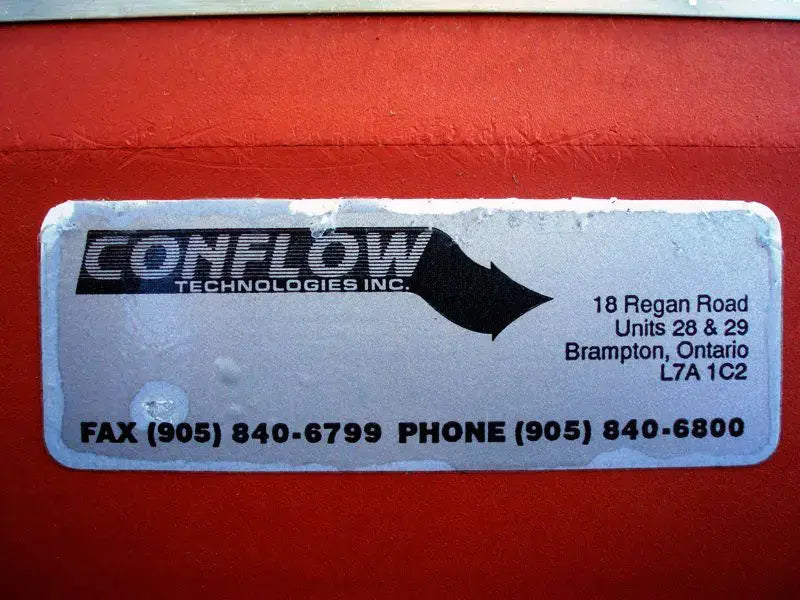 CONFLOW
TECHNOLOGIES INC.
18 Regan Road
Units 28 & 29
Brampton, Ontario
L7A 1C2
FAX (905) 840-6799 PHONE (905) 840-6800